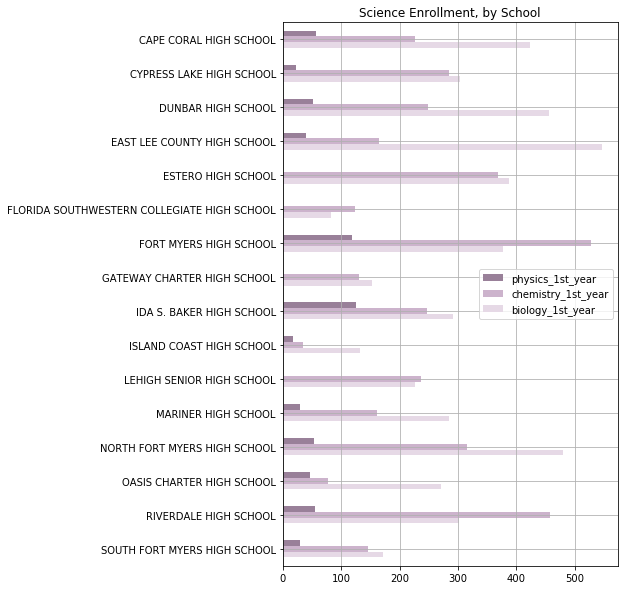 Science Enrollment, by School
CAPE CORAL HIGH SCHOOL
CYPRESS LAKE HIGH SCHOOL
DUNBAR HIGH SCHOOL
EAST LEE COUNTY HIGH SCHOOL
ESTERO HIGH SCHOOL
FLORIDA SOUTHWESTERN COLLEGIATE HIGH SCHOOL
FORT MYERS HIGH SCHOOL
GATEWAY CHARTER HIGH SCHOOL
IDA S. BAKER HIGH SCHOOL
ISLAND COAST HIGH SCHOOL
LEHIGH SENIOR HIGH SCHOOL
MARINER HIGH SCHOOL
NORTH FORT MYERS HIGH SCHOOL
OASIS CHARTER HIGH SCHOOL
RIVERDALE HIGH SCHOOL
SOUTH FORT MYERS HIGH SCHOOL
physics_1st_year
chemistry_1st_year
biology_1st_year
0 100 200 300 400 500